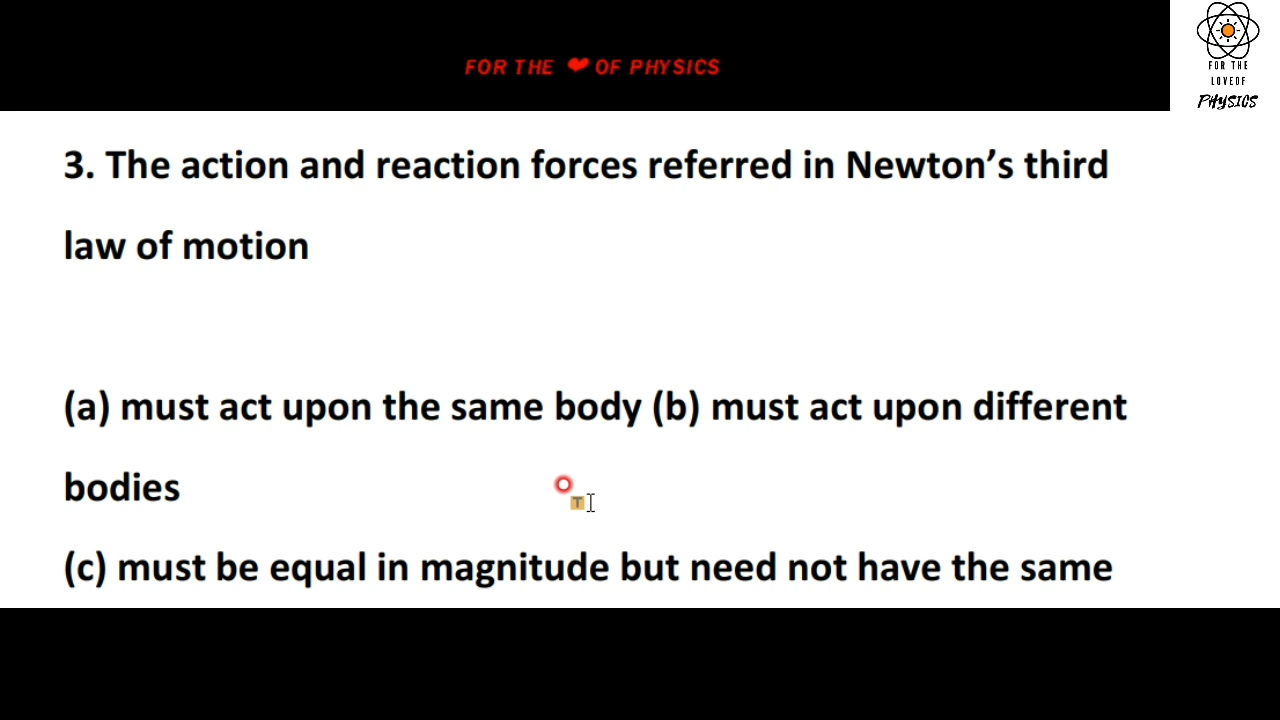 FOR THE ❤ OF PHYSICS
FOR THE
LOVEOF
PHYSICS
3. The action and reaction forces referred in Newton’s third
law of motion
(a) must act upon the same body (b) must act upon different
bodies
T
(c) must be equal in magnitude but need not have the same